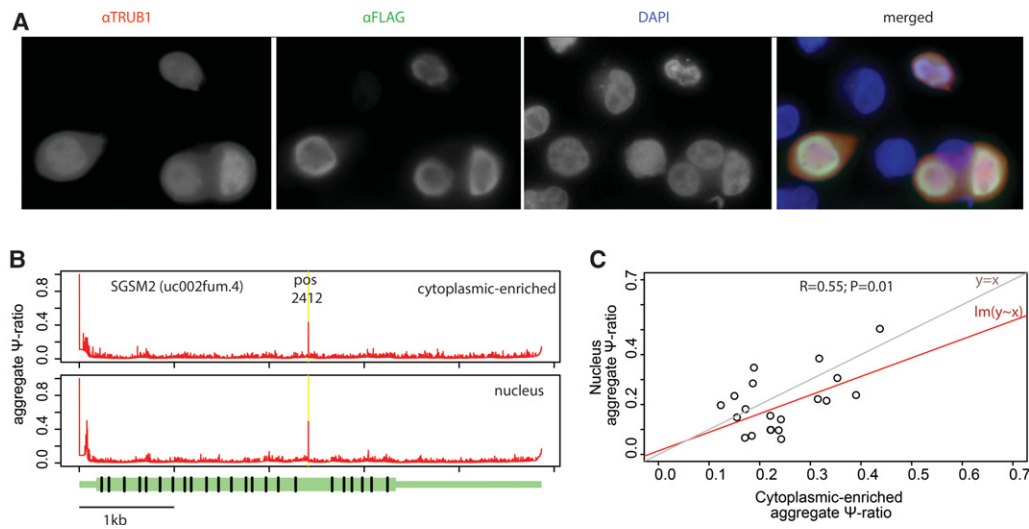 A
αTRUB1
αFLAG
DAPI
merged
B
aggregate Ψ-ratio
0.8
0.4
0.0
SGSM2 (uc002fum.4)
pos
2412
cytoplasmic-enriched
0.8
0.4
0.0
nucleus
1kb
C
Nucleus
aggregate Ψ-ratio
0.7
0.4
0.2
0.0
R=0.55; P=0.01
y=x
lm(y~x)
0.0 0.1 0.2 0.3 0.4 0.5 0.6 0.7
Cytoplasmic-enriched
aggregate Ψ-ratio